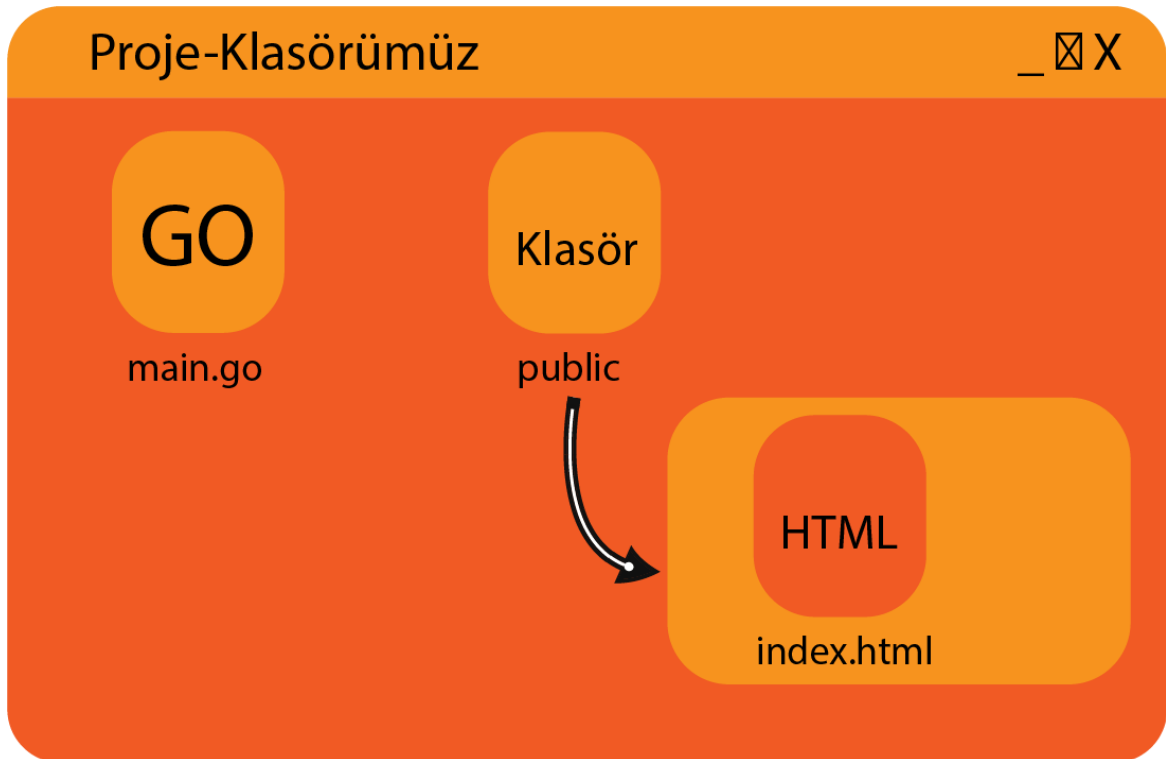 Proje-Klasörümüz _ ☒ X
GO
Klasör
main.go
public
HTML
index.html